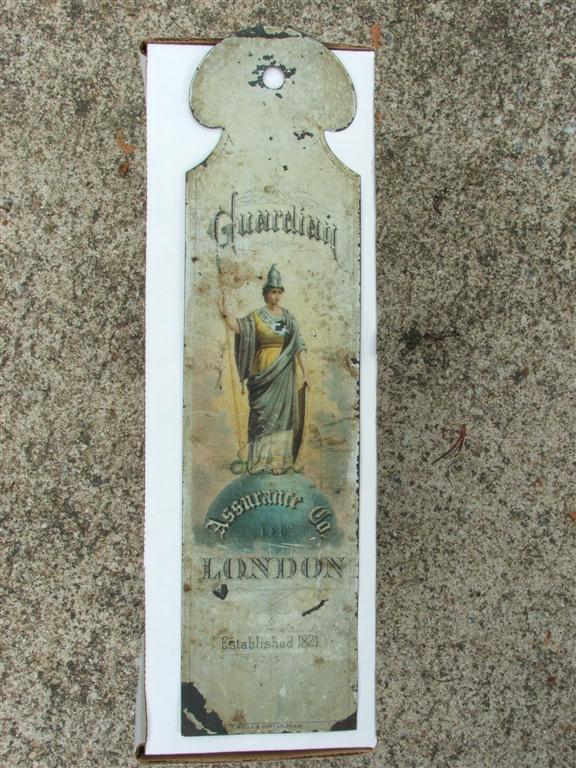 Guardian
Assurance Co.
OF
LONDON
Established 1821